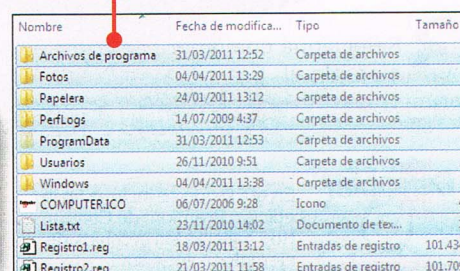 Nombre Fecha de modifica... Tipo Tamaño
Archivos de programa 31/03/2011 12:52 Carpeta de archivos
Fotos 04/04/2011 13:29 Carpeta de archivos
Papelera 24/01/2011 13:12 Carpeta de archivos
PerfLogs 14/07/2009 4:37 Carpeta de archivos
ProgramData 31/03/2011 12:53 Carpeta de archivos
Usuarios 26/11/2010 9:51 Carpeta de archivos
Windows 04/04/2011 13:38 Carpeta de archivos
COMPUTER.ICO 06/07/2006 9:28 Icono
Lista.txt 23/11/2010 14:02 Documento de tex...
Registro1.reg 18/03/2011 13:12 Entradas de registro 101.434
Registro2.reg 21/03/2011 11:58 Entradas de registro